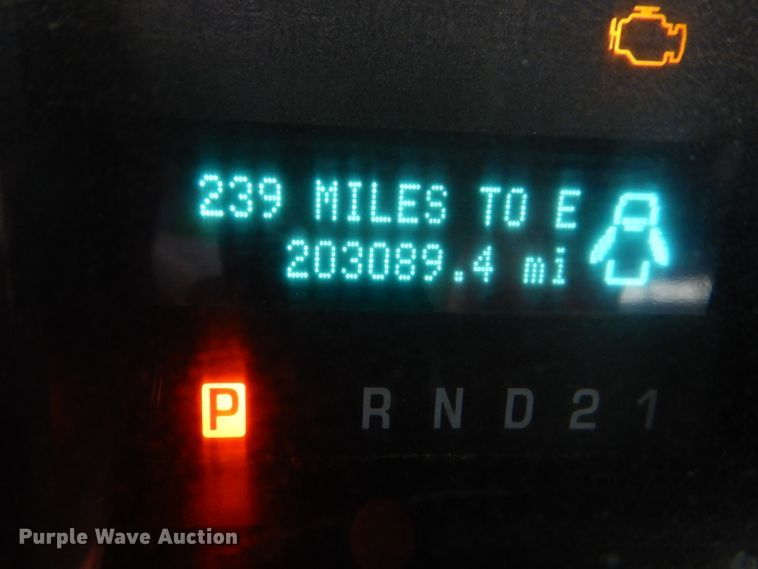 239 MILES TO E
203089.4 mi
P R N D 2 1
Purple Wave Auction